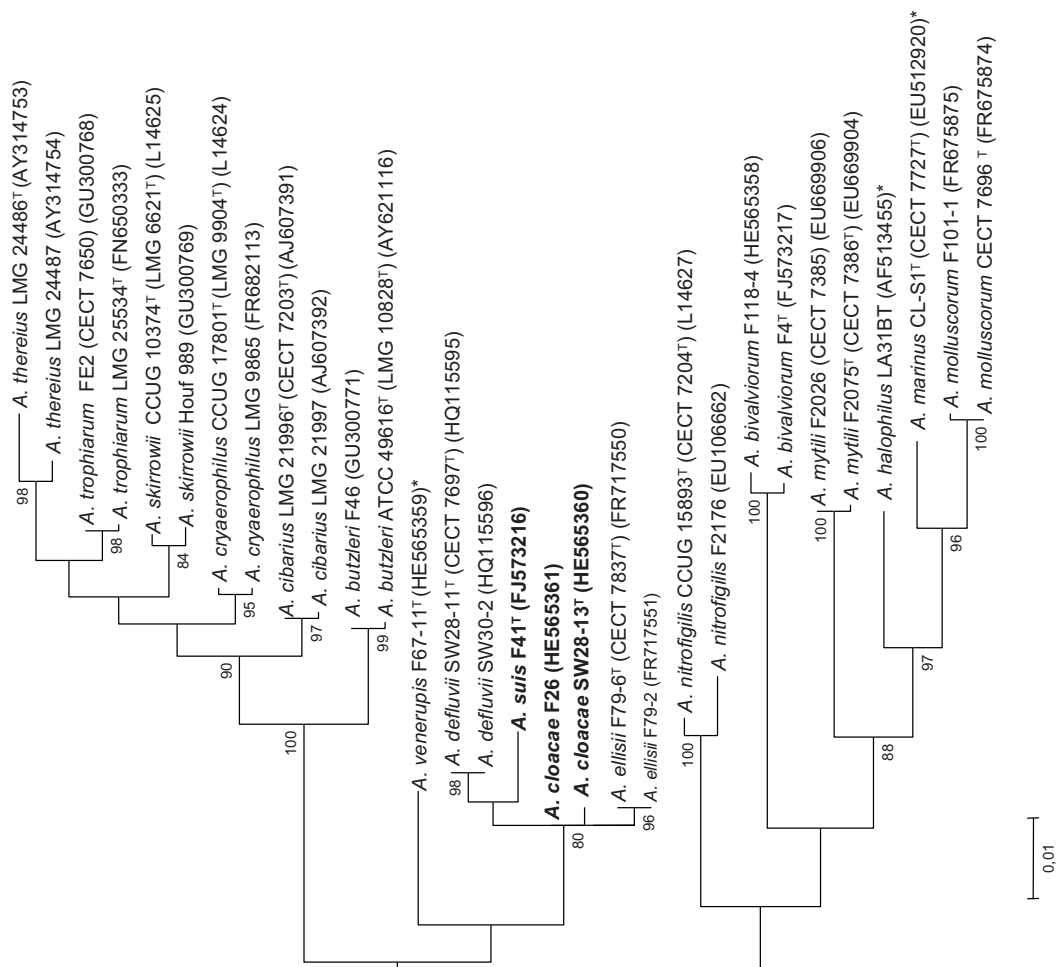 A. thereius LMG 24486ᵀ (AY314753)
98
A. thereius LMG 24487 (AY314754)
A. trophiarum FE2 (CECT 7650) (GU300768)
98
A. trophiarum LMG 25534ᵀ (FN650333)
A. skirrowii CCUG 10374ᵀ (LMG 6621ᵀ) (L14625)
84
A. skirrowii Houf 989 (GU300769)
A. cryaerophilus CCUG 17801ᵀ (LMG 9904ᵀ) (L14624)
95
A. cryaerophilus LMG 9865 (FR682113)
90
A. cibarius LMG 21996ᵀ (CECT 7203ᵀ) (AJ607391)
97
A. cibarius LMG 21997 (AJ607392)
100
A. butzleri F46 (GU300771)
99
A. butzleri ATCC 49616ᵀ (LMG 10828ᵀ) (AY621116
A. venerupis F67-11ᵀ (HE565359)*
A. defluvii SW28-11ᵀ (CECT 7697ᵀ) (HQ115595)
98
A. defluvii SW30-2 (HQ115596)
A. suis F41ᵀ (FJ573216)
A. cloacae F26 (HE565361)
80
A. cloacae SW28-13ᵀ (HE565360)
A. ellisii F79-6ᵀ (CECT 7837ᵀ) (FR717550)
96
A. ellisii F79-2 (FR717551)
A. nitrofigilis CCUG 15893ᵀ (CECT 7204ᵀ) (L14627)
100
A. nitrofigilis F2176 (EU106662)
A. bivalviorum F118-4 (HE565358)
100
A. bivalviorum F4ᵀ (FJ573217)
A. mytili F2026 (CECT 7385) (EU669906)
100
A. mytili F2075ᵀ (CECT 7386ᵀ) (EU669904)
88
A. halophilus LA31BT (AF513455)*
97
A. marinus CL-S1ᵀ (CECT 7727ᵀ) (EU512920)*
96
A. molluscorum F101-1 (FR675875)
100
A. molluscorum CECT 7696 ᵀ (FR675874)
0,01